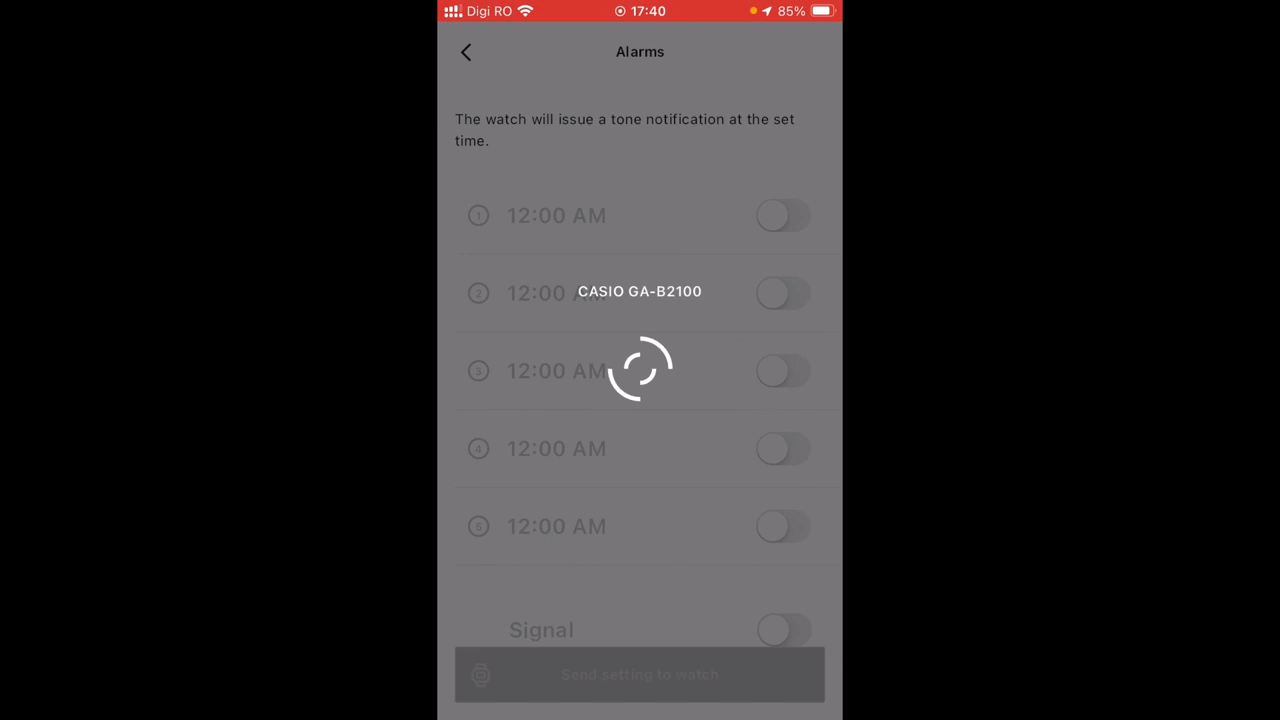 Digi RO 17:40 85%
Alarms
The watch will issue a tone notification at the set
time.
1 12:00 AM
CASIO GA-B2100
2 12:00 AM
3 12:00 AM
4 12:00 AM
5 12:00 AM
Signal
Send setting to watch